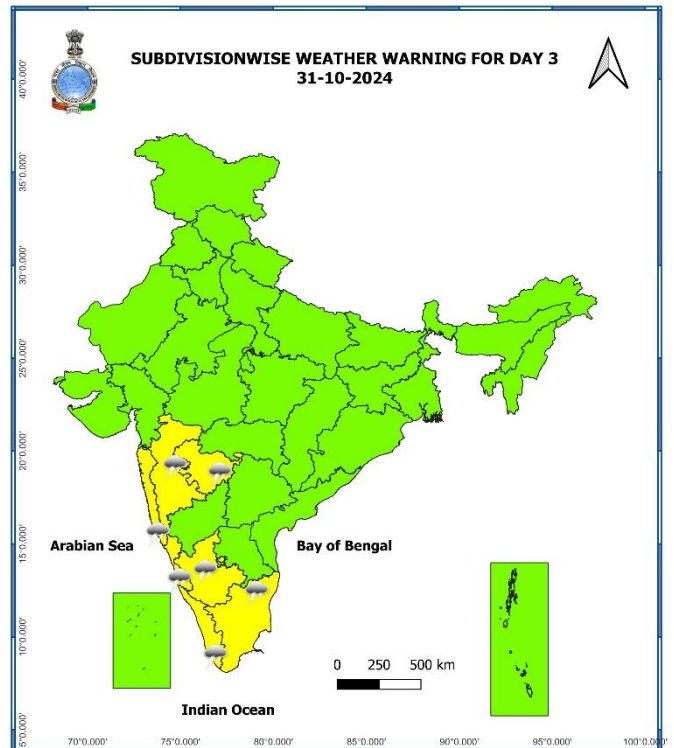 SUBDIVISIONWISE WEATHER WARNING FOR DAY 3
31-10-2024
40°0.000'
35°0.000'
30°0.000'
25°0.000'
20°0.000'
15°0.000'
10°0.000'
5°0.000'
Arabian Sea
Bay of Bengal
0 250 500 km
Indian Ocean
70°0.000' 75°0.000' 80°0.000' 85°0.000' 90°0.000' 95°0.000' 100°0.000'